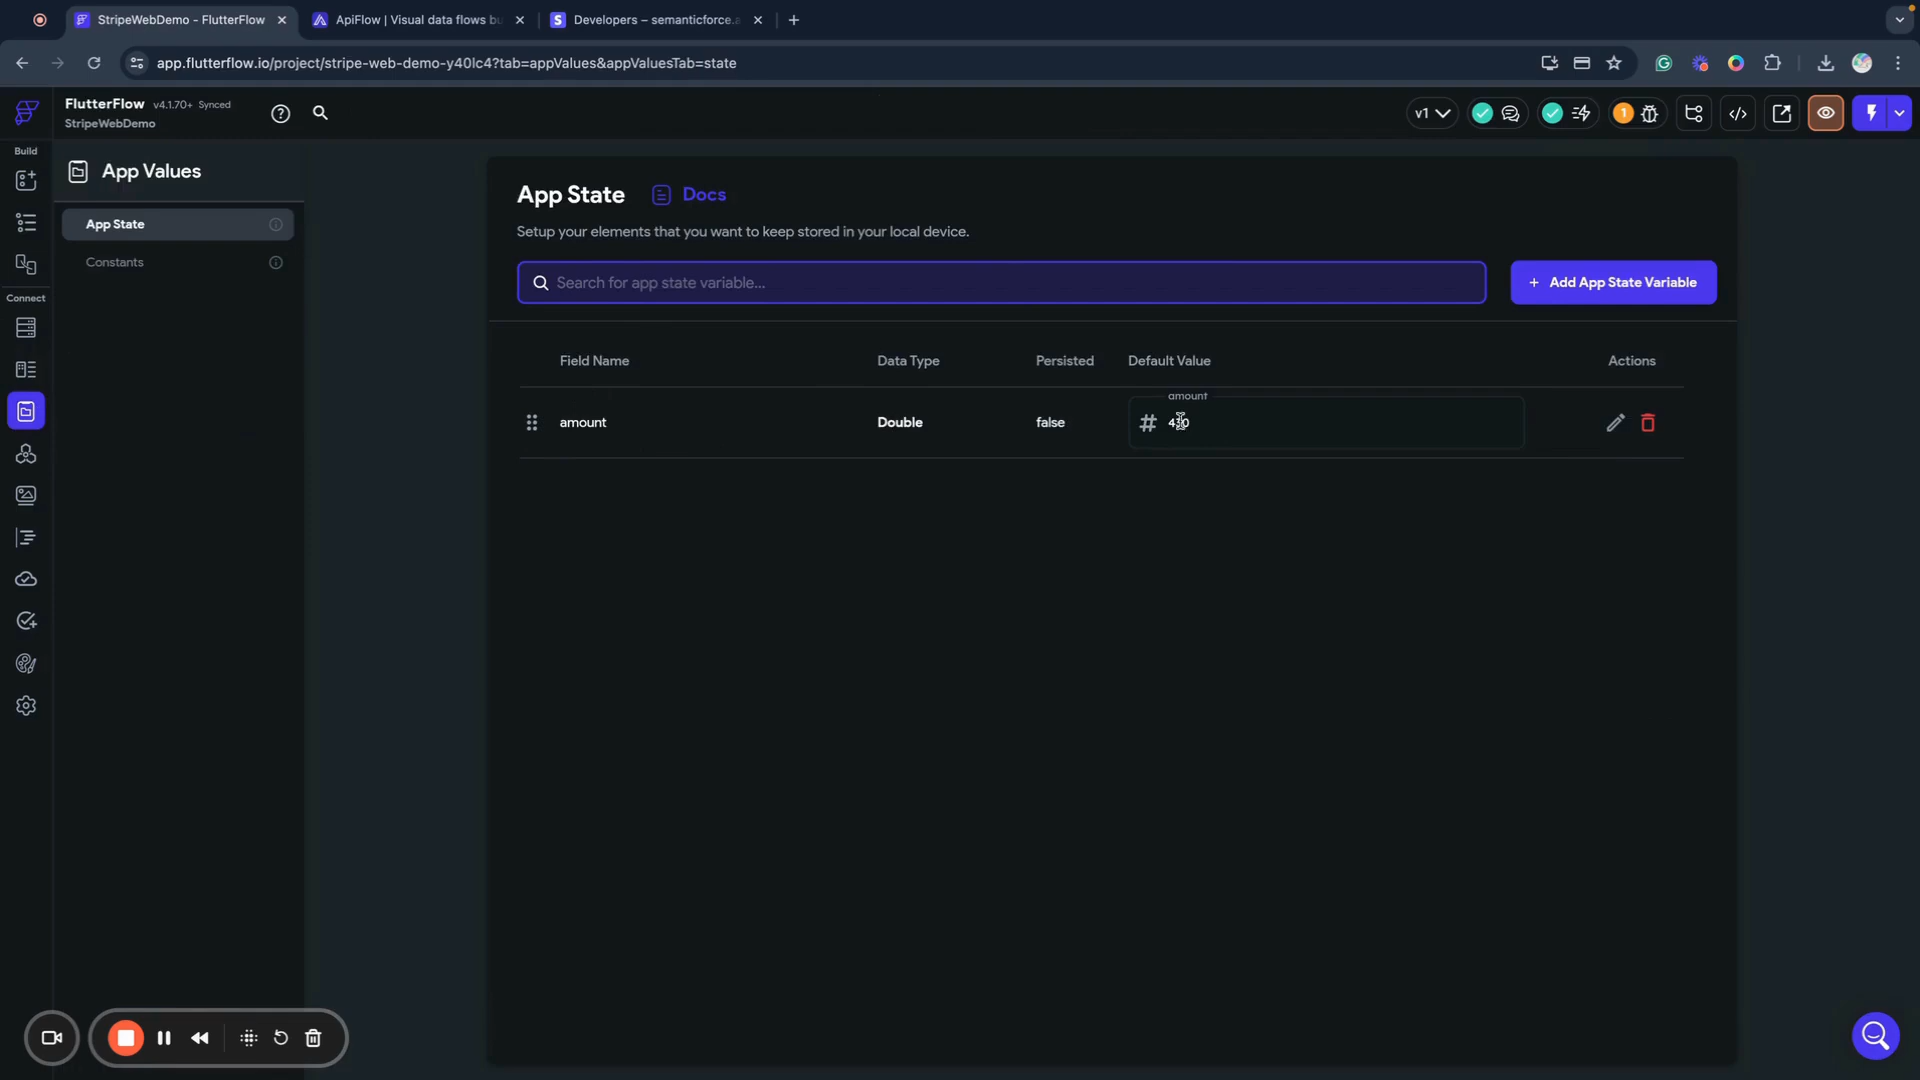 StripeWebDemo - FlutterFlow
ApiFlow | Visual data flows bu
Developers – semanticforce.a
app.flutterflow.io/project/stripe-web-demo-y40lc4?tab=appValues&appValuesTab=state
FlutterFlow v4.1.70+ Synced
StripeWebDemo
v1
1
Build
Connect
App Values
App State
Constants
App State Docs
Setup your elements that you want to keep stored in your local device.
Search for app state variable...
+ Add App State Variable
Field Name Data Type Persisted Default Value Actions
amount
amount Double false #